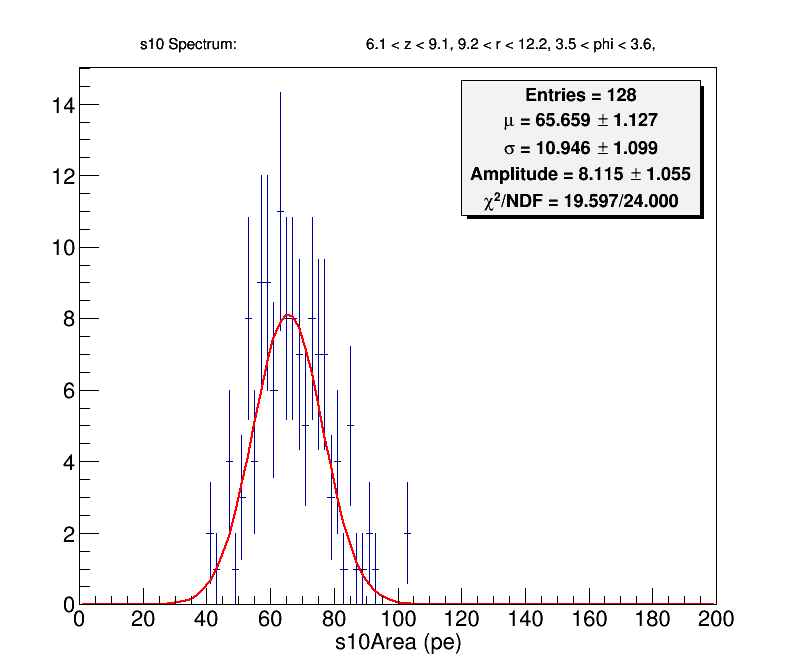 s10 Spectrum: 6.1 < z < 9.1, 9.2 < r < 12.2, 3.5 < phi < 3.6,
Entries = 128
μ = 65.659 ± 1.127
σ = 10.946 ± 1.099
Amplitude = 8.115 ± 1.055
χ²/NDF = 19.597/24.000
14
12
10
8
6
4
2
0
0 20 40 60 80 100 120 140 160 180 200
s10Area (pe)